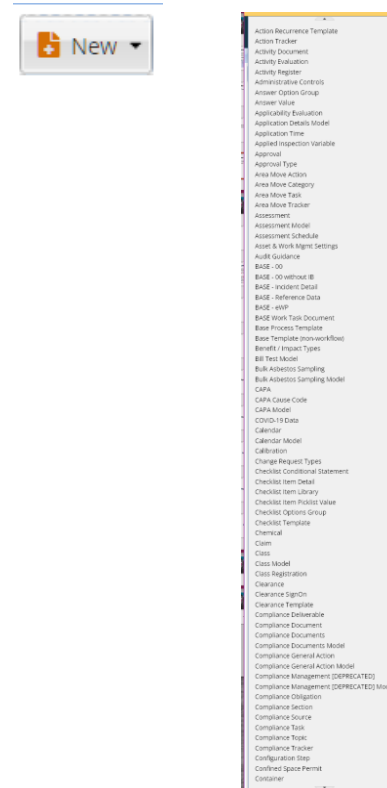 New
Action Recurrence Template
Action Tracker
Activity Document
Activity Evaluation
Activity Register
Administrative Controls
Answer Option Group
Answer Value
Applicability Evaluation
Application Details Model
Application Time
Applied Inspection Variable
Approval
Approval Type
Area Move Action
Area Move Category
Area Move Task
Area Move Tracker
Assessment
Assessment Model
Assessment Schedule
Asset & Work Mgmt Settings
Audit Guidance
BASE - 00
BASE - 00 without IB
BASE - Incident Detail
BASE - Reference Data
BASE - eWP
BASE Work Task Document
Base Process Template
Base Template (non-workflow)
Benefit / Impact Types
Bill Test Model
Bulk Asbestos Sampling
Bulk Asbestos Sampling Model
CAPA
CAPA Cause Code
CAPA Model
COVID-19 Data
Calendar
Calendar Model
Calibration
Change Request Types
Checklist Conditional Statement
Checklist Item Detail
Checklist Item Library
Checklist Item Picklist Value
Checklist Options Group
Checklist Template
Chemical
Claim
Class
Class Model
Class Registration
Clearance
Clearance SignOn
Clearance Template
Compliance Deliverable
Compliance Document
Compliance Documents
Compliance Documents Model
Compliance General Action
Compliance General Action Model
Compliance Management [DEPRECATED]
Compliance Management [DEPRECATED] Mo
Compliance Obligation
Compliance Section
Compliance Source
Compliance Task
Compliance Topic
Compliance Tracker
Configuration Step
Confined Space Permit
Container